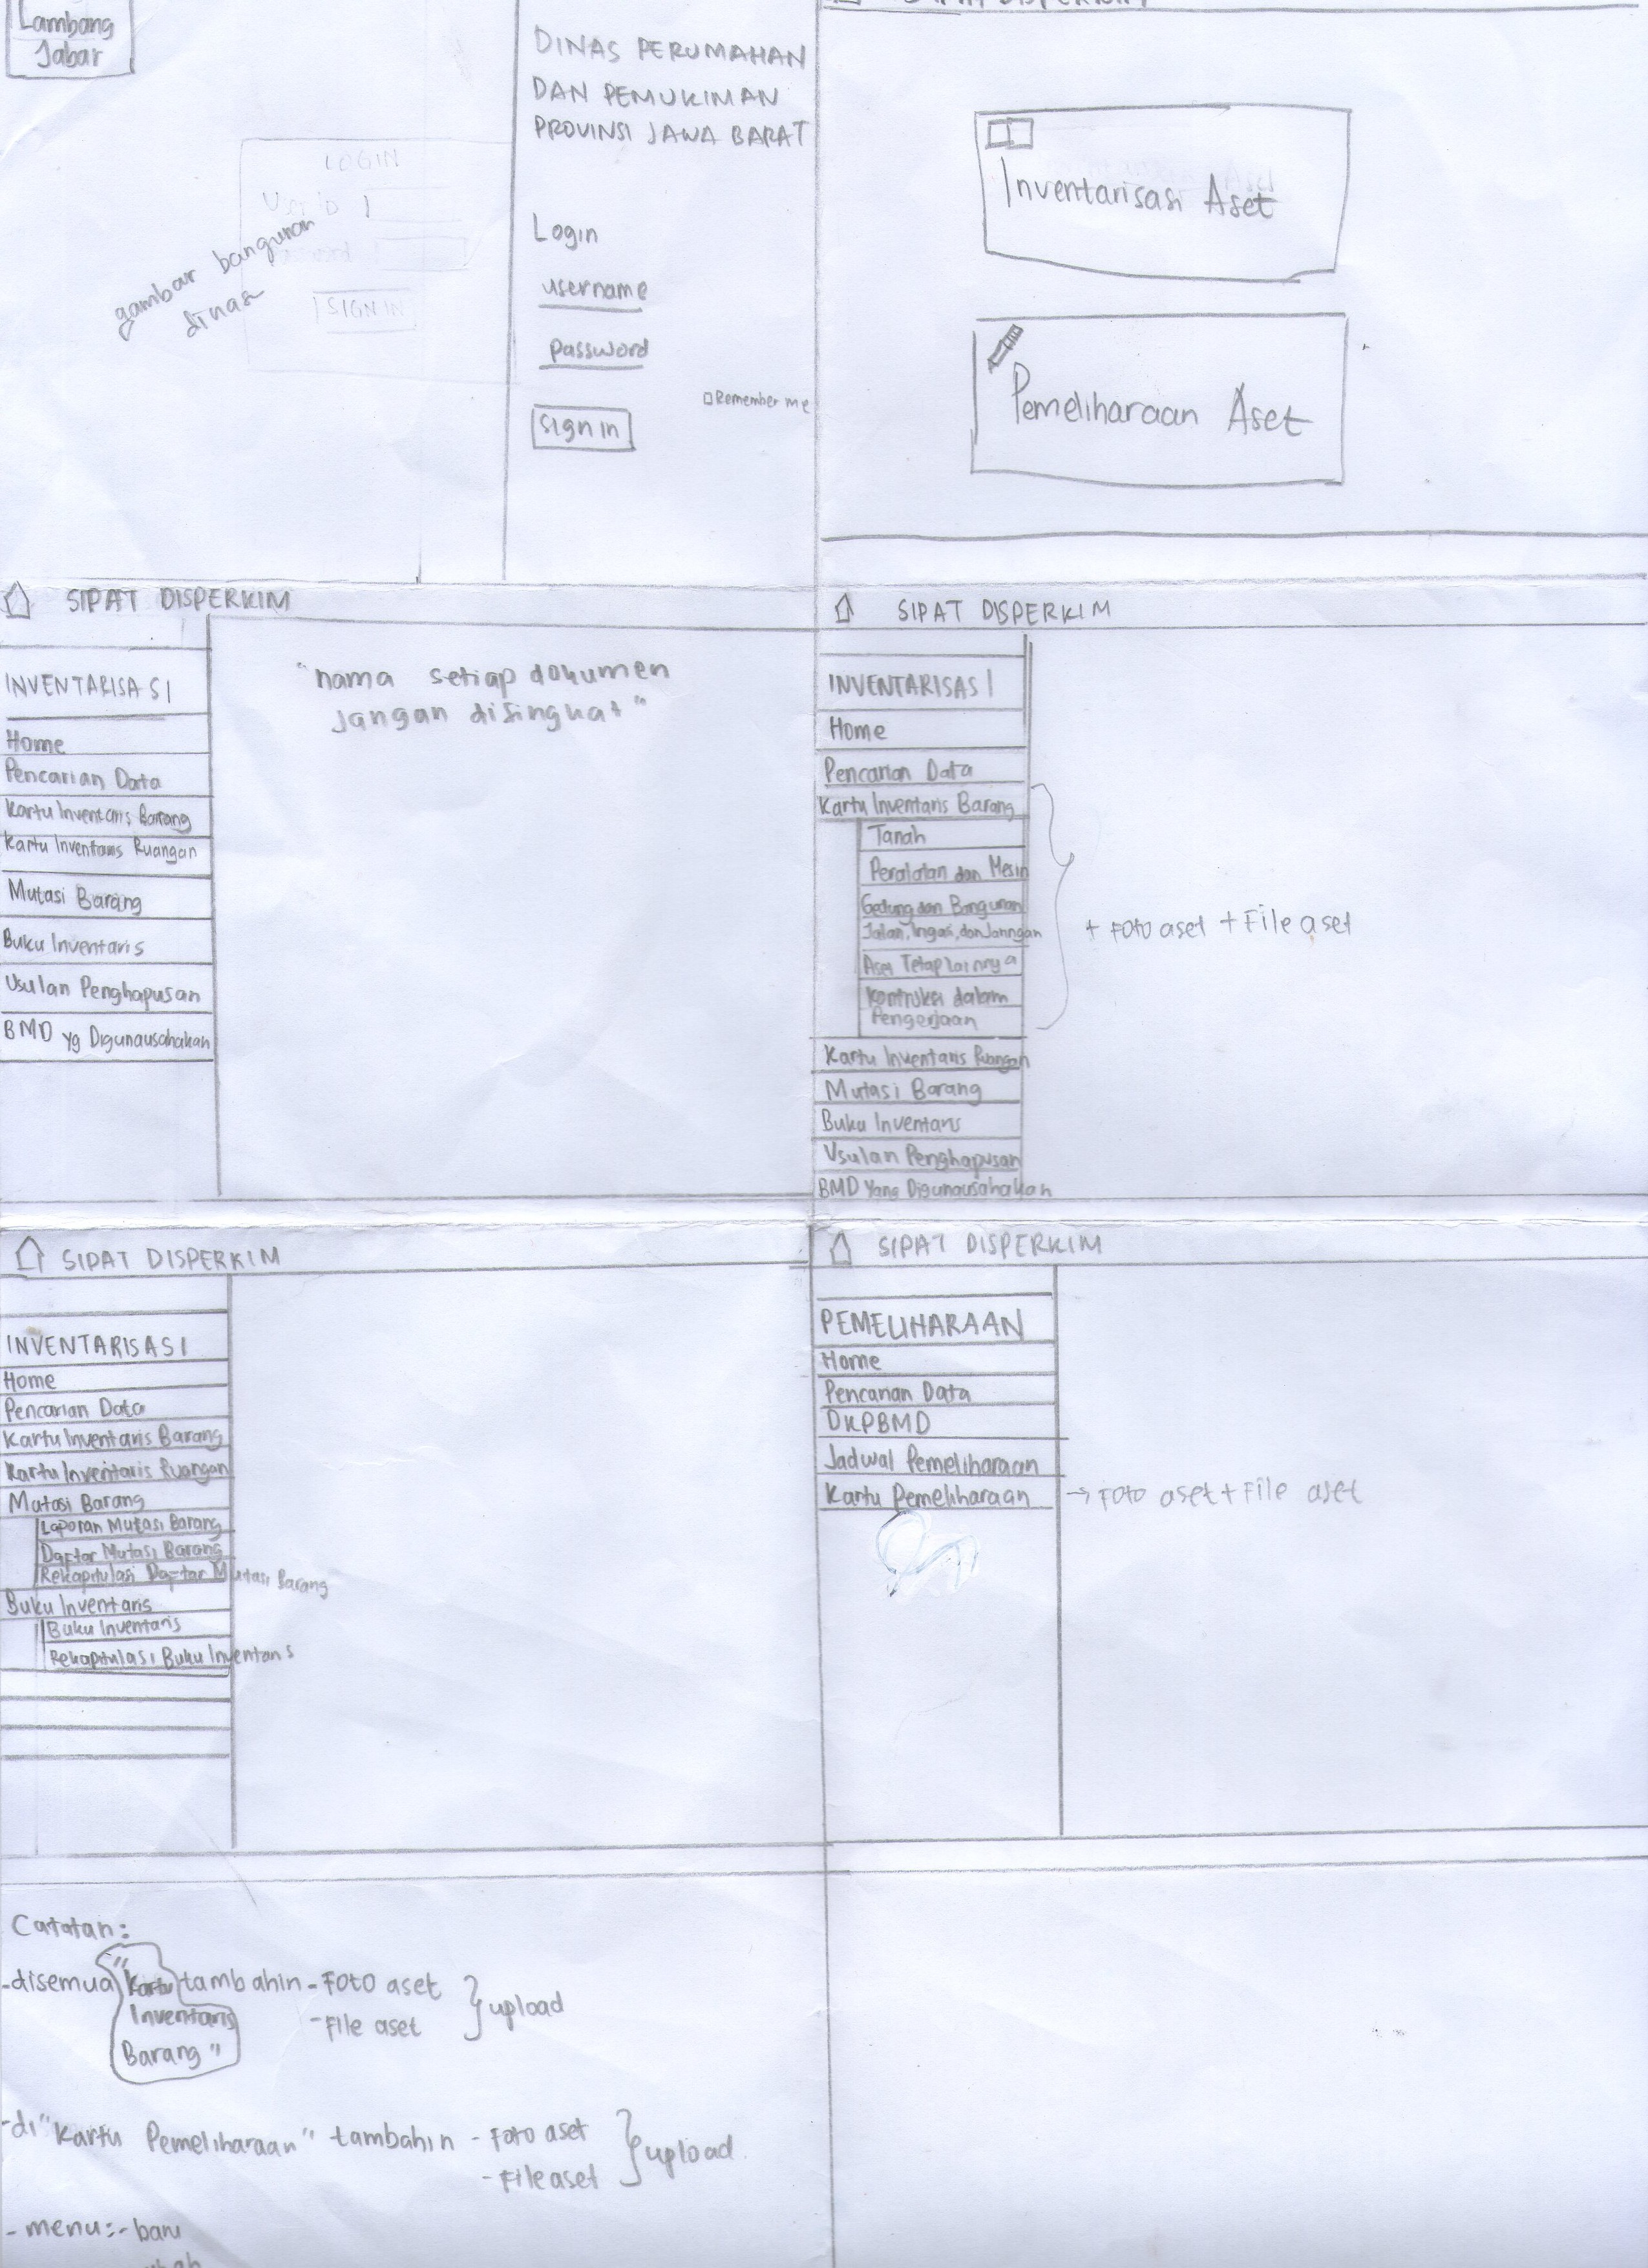 Lambang
Jabar
gambar bangunan
dinas
LOGIN
User ID
SIGN IN
DINAS PERUMAHAN
DAN PEMUKIMAN
PROVINSI JAWA BARAT
Login
username
password
Remember me
sign in
SIPAT DISPERKIM
Inventarisasi Aset
Pemeliharaan Aset
SIPAT DISPERKIM
INVENTARISASI
Home
Pencarian Data
Kartu Inventaris Barang
Kartu Inventaris Ruangan
Mutasi Barang
Buku Inventaris
Usulan Penghapusan
BMD yg Digunausahakan
"nama setiap dokumen
jangan disingkat"
SIPAT DISPERKIM
INVENTARISASI
Home
Pencarian Data
Kartu Inventaris Barang
Tanah
Peralatan dan Mesin
Gedung dan Bangunan
Jalan, Irigasi, dan Jaringan
Aset Tetap lainnya
Kontruksi dalam
Pengerjaan
+ Foto aset + File aset
Kartu Inventaris Ruangan
Mutasi Barang
Buku Inventaris
Usulan Penghapusan
BMD Yang Digunausahakan
SIPAT DISPERKIM
INVENTARISASI
Home
Pencarian Data
Kartu Inventaris Barang
Kartu Inventaris Ruangan
Mutasi Barang
Laporan Mutasi Barang
Daftar Mutasi Barang
Rekapitulasi Daftar Mutasi Barang
Buku Inventaris
Buku Inventaris
Rekapitulasi Buku Inventaris
SIPAT DISPERKIM
PEMELIHARAAN
Home
Pencarian Data
DKPBMD
Jadwal Pemeliharaan
Kartu Pemeliharaan → Foto aset + File aset
Catatan:
-disemua "Kartu tambahin - Foto aset
Inventaris - File aset } upload
Barang"
-di "Kartu Pemeliharaan" tambahin - Foto aset
- File aset } upload
- menu: - baru